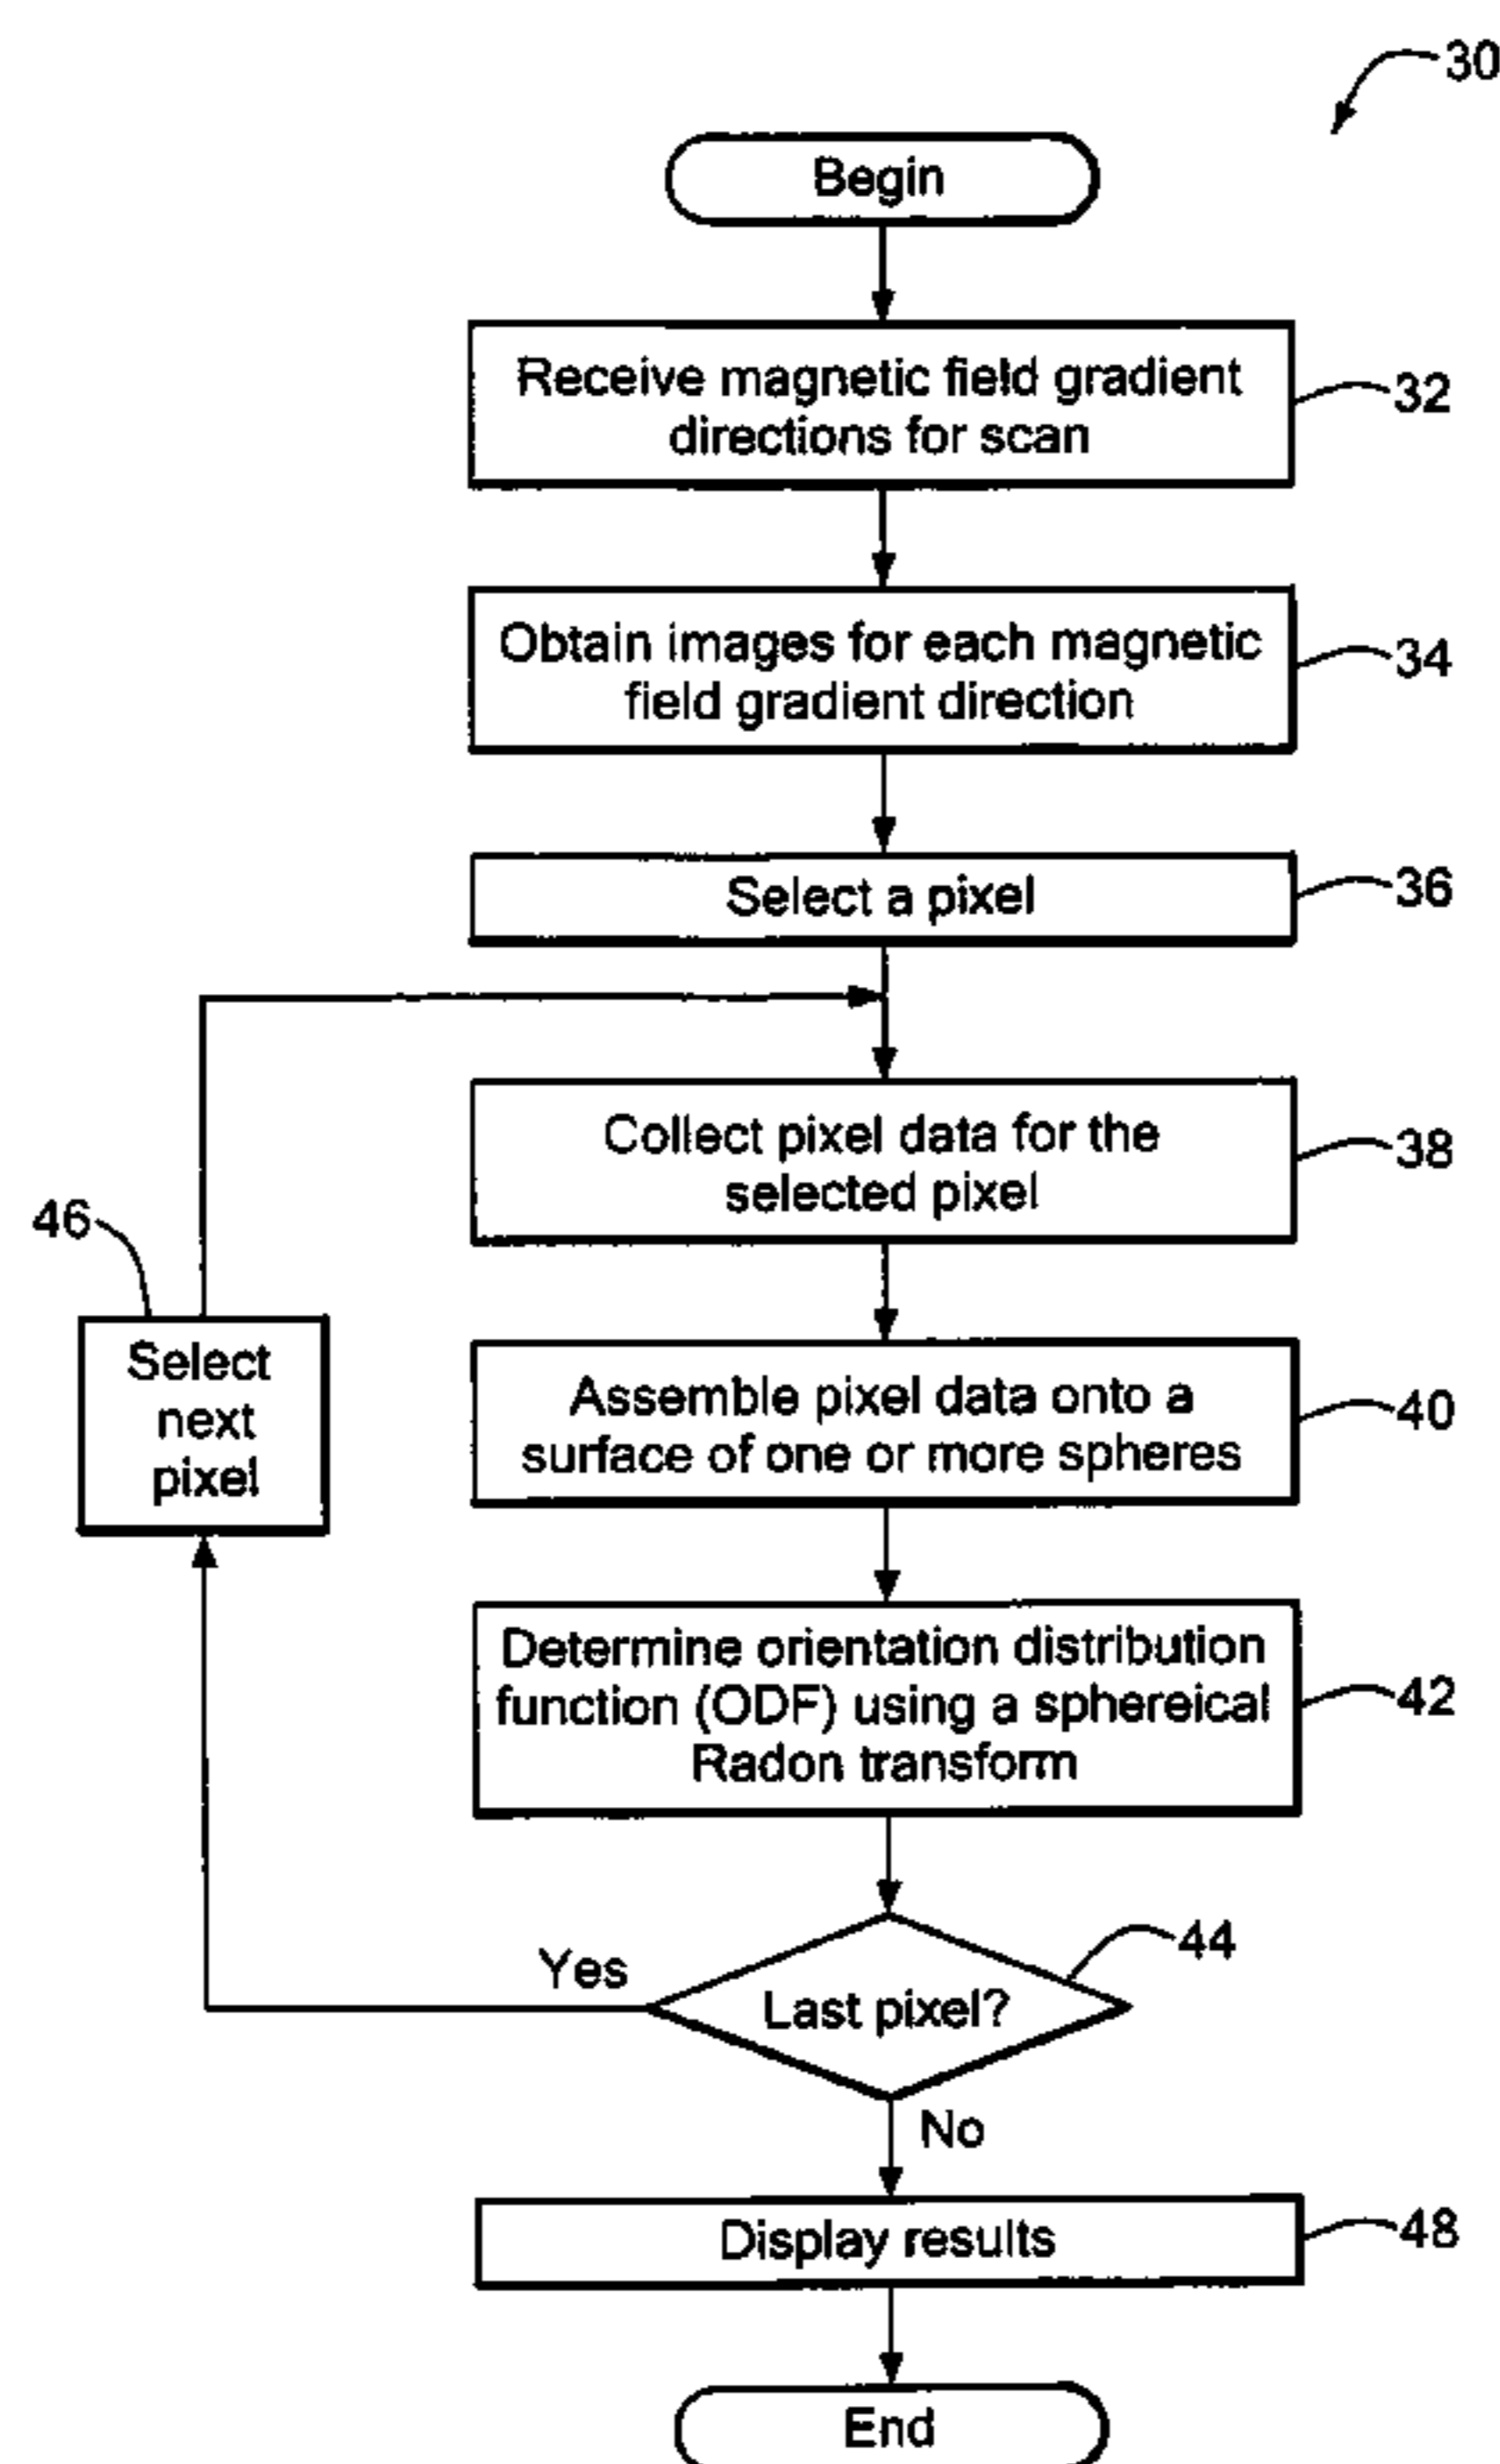 30
Begin
Receive magnetic field gradient
directions for scan
32
Obtain images for each magnetic
field gradient direction
34
Select a pixel
36
Collect pixel data for the
selected pixel
38
46
Select
next
pixel
Assemble pixel data onto a
surface of one or more spheres
40
Determine orientation distribution
function (ODF) using a sphereical
Radon transform
42
Yes
Last pixel?
44
No
Display results
48
End